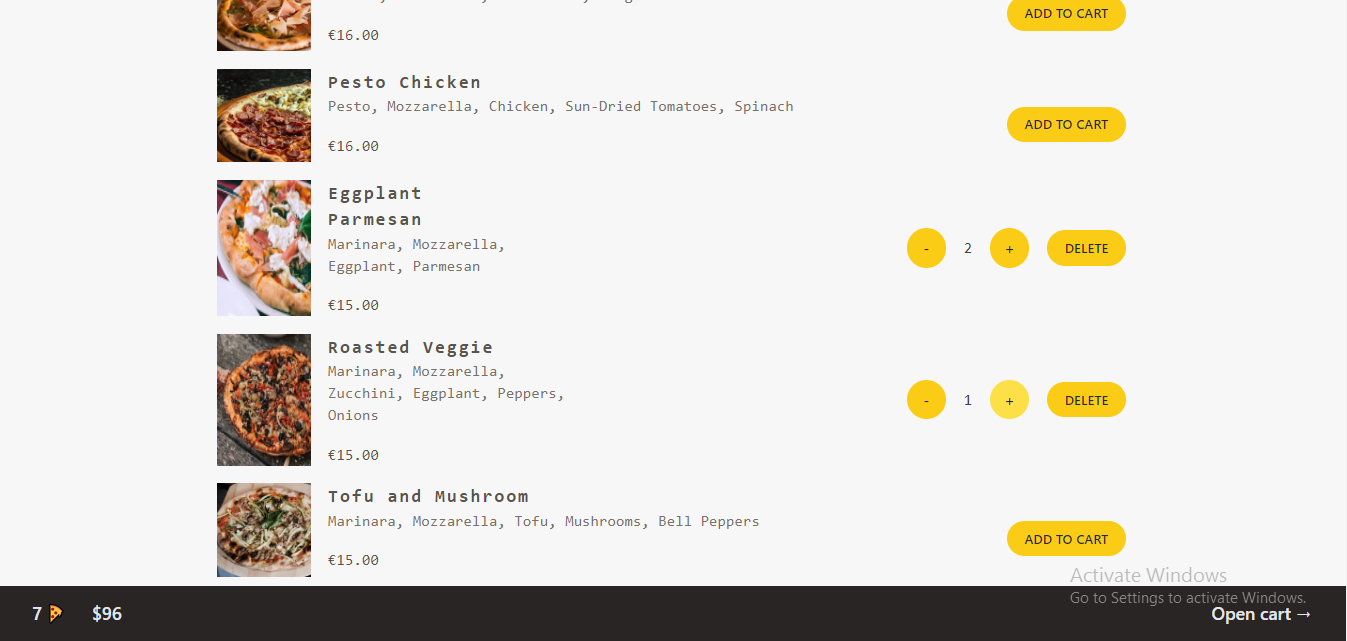 ADD TO CART
€16.00
Pesto Chicken
Pesto, Mozzarella, Chicken, Sun-Dried Tomatoes, Spinach
ADD TO CART
€16.00
Eggplant
Parmesan
Marinara, Mozzarella,
Eggplant, Parmesan
- 2 + DELETE
€15.00
Roasted Veggie
Marinara, Mozzarella,
Zucchini, Eggplant, Peppers,
Onions
- 1 + DELETE
€15.00
Tofu and Mushroom
Marinara, Mozzarella, Tofu, Mushrooms, Bell Peppers
ADD TO CART
€15.00
Activate Windows
Go to Settings to activate Windows.
7 🍕 $96 Open cart →